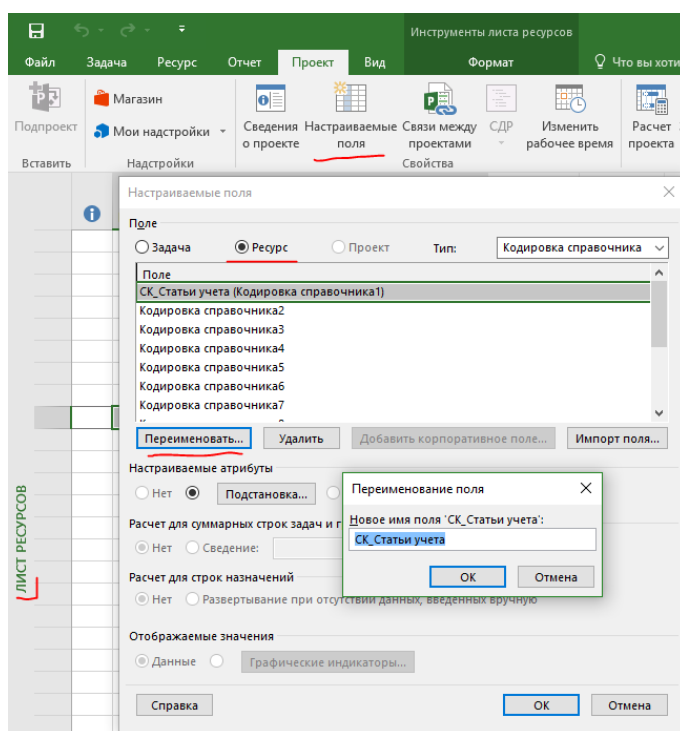 Инструменты листа ресурсов
Файл Задача Ресурс Отчет Проект Вид Формат Что вы хоти
Подпроект
Магазин
Мои надстройки
Сведения о проекте
Настраиваемые поля
Связи между проектами
СДР
Изменить рабочее время
Расчет проекта
Вставить Надстройки Свойства
Настраиваемые поля
Поле
Задача Ресурс Проект Тип: Кодировка справочника
Поле
СК_Статьи учета (Кодировка справочника1)
Кодировка справочника2
Кодировка справочника3
Кодировка справочника4
Кодировка справочника5
Кодировка справочника6
Кодировка справочника7
Переименовать... Удалить Добавить корпоративное поле... Импорт поля...
Настраиваемые атрибуты
Нет Подстановка...
Переименование поля
Новое имя поля 'СК_Статьи учета':
СК_Статьи учета
ОК Отмена
Расчет для суммарных строк задач и г
Нет Сведение:
Расчет для строк назначений
Нет Развертывание при отсутствии данных, введенных вручную
Отображаемые значения
Данные Графические индикаторы...
Справка ОК Отмена
ЛИСТ РЕСУРСОВ